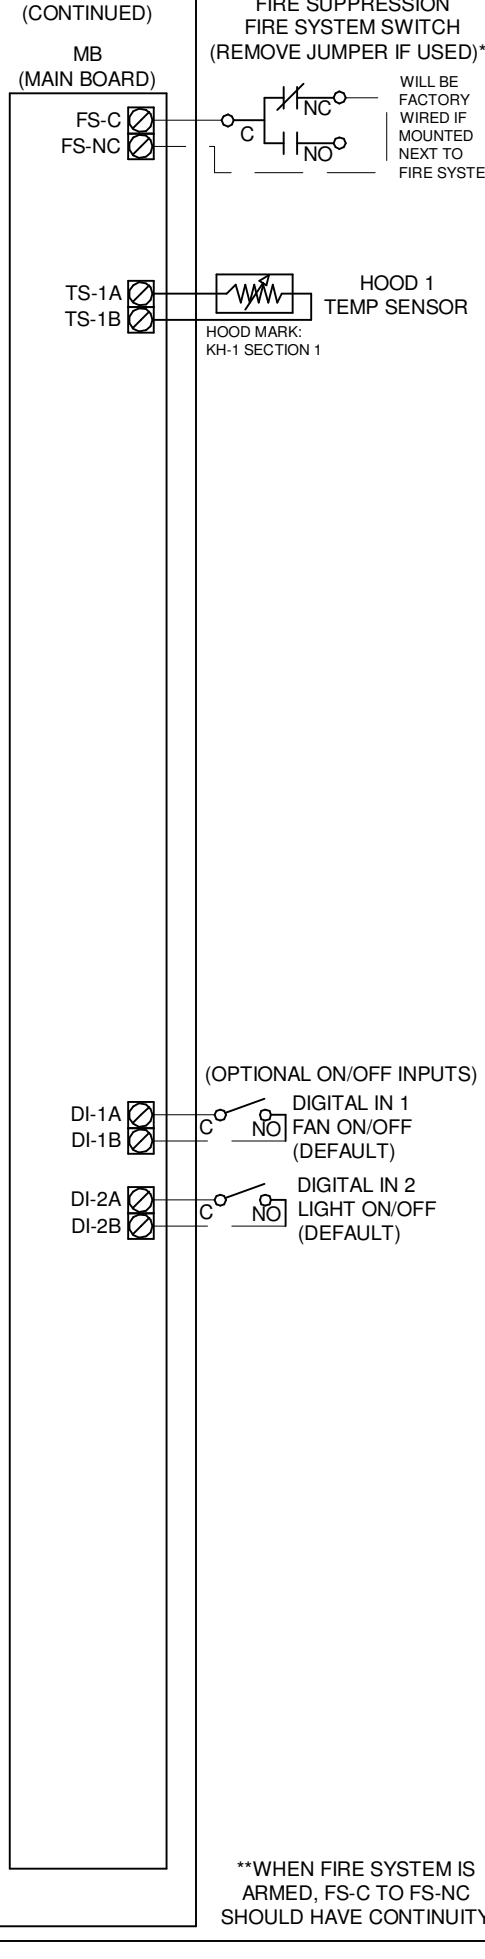 (CONTINUED)
MB
(MAIN BOARD)
FIRE SUPPRESSION
FIRE SYSTEM SWITCH
(REMOVE JUMPER IF USED)*
FS-C
FS-NC
C
NC
NO
WILL BE
FACTORY
WIRED IF
MOUNTED
NEXT TO
FIRE SYSTE
TS-1A
TS-1B
HOOD 1
TEMP SENSOR
HOOD MARK:
KH-1 SECTION 1
(OPTIONAL ON/OFF INPUTS)
DI-1A
DI-1B
C
NO
DIGITAL IN 1
FAN ON/OFF
(DEFAULT)
DI-2A
DI-2B
C
NO
DIGITAL IN 2
LIGHT ON/OFF
(DEFAULT)
**WHEN FIRE SYSTEM IS
ARMED, FS-C TO FS-NC
SHOULD HAVE CONTINUITY